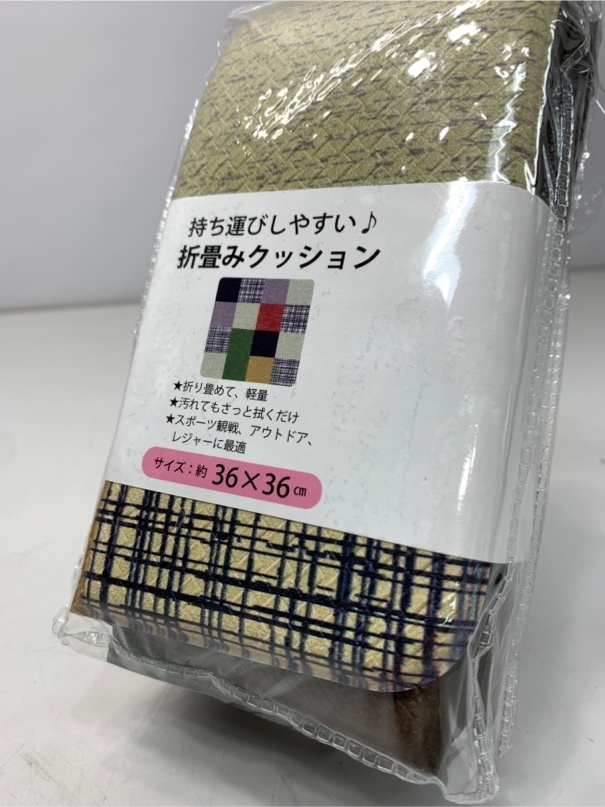 持ち運びしやすい♪
折畳みクッション
★折り畳めて、軽量
★汚れてもさっと拭くだけ
★スポーツ観戦、アウトドア、
レジャーに最適
サイズ：約 36×36㎝